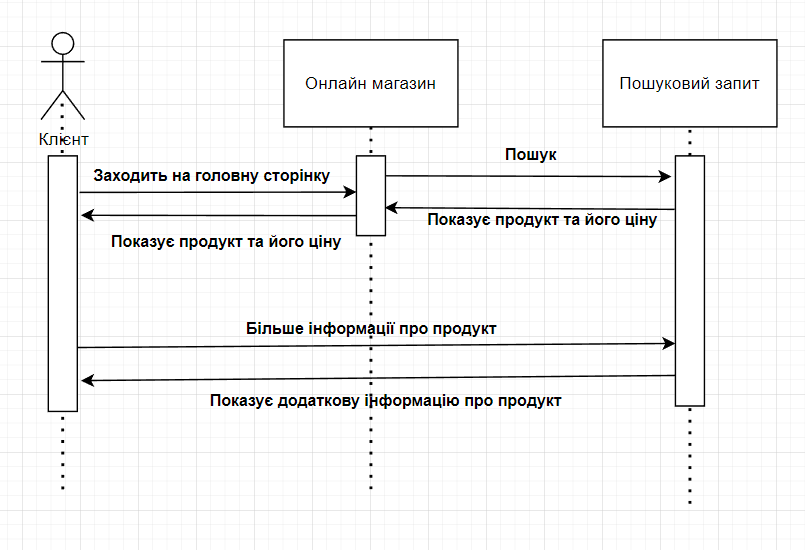 Клієнт
Онлайн магазин
Пошуковий запит
Пошук
Заходить на головну сторінку
Показує продукт та його ціну
Показує продукт та його ціну
Більше інформації про продукт
Показує додаткову інформацію про продукт